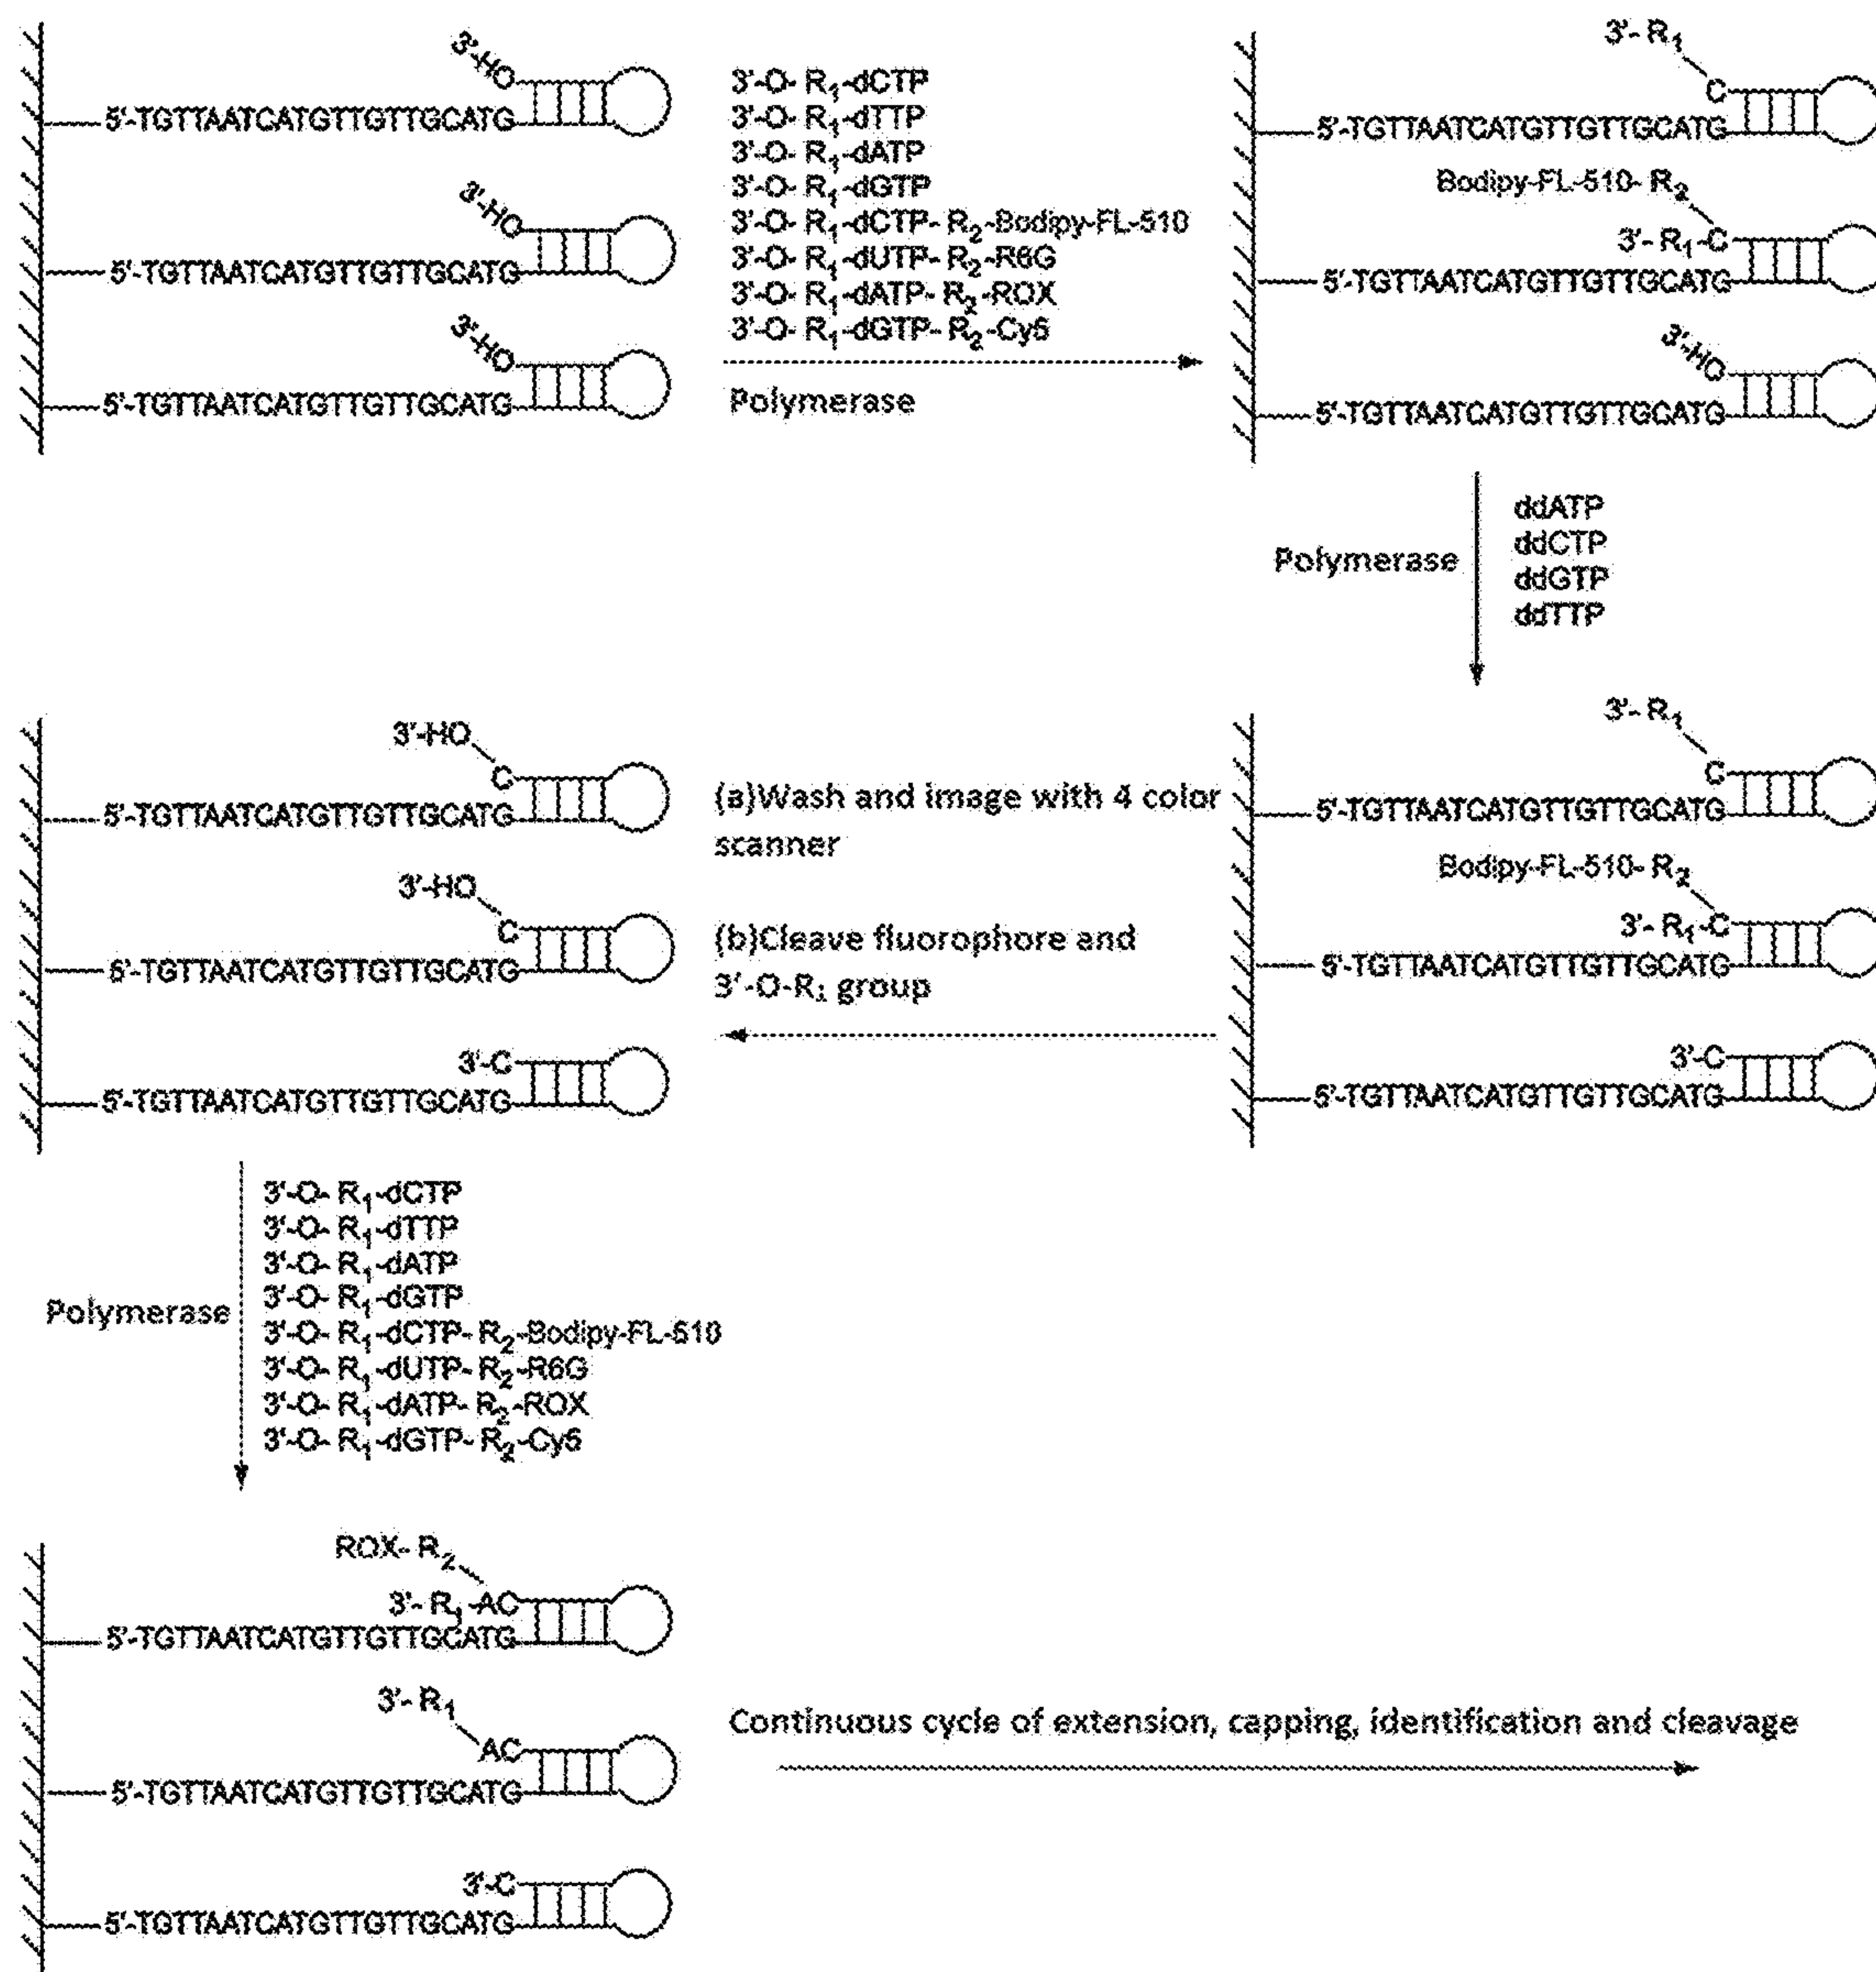 3'-HO
5'-TGTTAATCATGTTGTTGCATG
3'-HO
5'-TGTTAATCATGTTGTTGCATG
3'-HO
5'-TGTTAATCATGTTGTTGCATG
3'-O- R1-dCTP
3'-O- R1-dTTP
3'-O- R1-dATP
3'-O- R1-dGTP
3'-O- R1-dCTP- R2-Bodipy-FL-510
3'-O- R1-dUTP- R2-R6G
3'-O- R1-dATP- R2-ROX
3'-O- R1-dGTP- R2-Cy5
Polymerase
3'- R1
C
5'-TGTTAATCATGTTGTTGCATG
Bodipy-FL-510- R2
3'- R1-C
5'-TGTTAATCATGTTGTTGCATG
3'-HO
5'-TGTTAATCATGTTGTTGCATG
Polymerase
ddATP
ddCTP
ddGTP
ddTTP
3'- R1
C
5'-TGTTAATCATGTTGTTGCATG
Bodipy-FL-510- R2
3'- R1-C
5'-TGTTAATCATGTTGTTGCATG
3'-C
5'-TGTTAATCATGTTGTTGCATG
(a)Wash and image with 4 color
scanner
(b)Cleave fluorophore and
3'-O-R1 group
3'-HO
C
5'-TGTTAATCATGTTGTTGCATG
3'-HO
C
5'-TGTTAATCATGTTGTTGCATG
3'-C
5'-TGTTAATCATGTTGTTGCATG
Polymerase
3'-O- R1-dCTP
3'-O- R1-dTTP
3'-O- R1-dATP
3'-O- R1-dGTP
3'-O- R1-dCTP- R2-Bodipy-FL-510
3'-O- R1-dUTP- R2-R6G
3'-O- R1-dATP- R2-ROX
3'-O- R1-dGTP- R2-Cy5
ROX- R2
3'- R1-AC
5'-TGTTAATCATGTTGTTGCATG
3'- R1
AC
5'-TGTTAATCATGTTGTTGCATG
3'-C
5'-TGTTAATCATGTTGTTGCATG
Continuous cycle of extension, capping, identification and cleavage